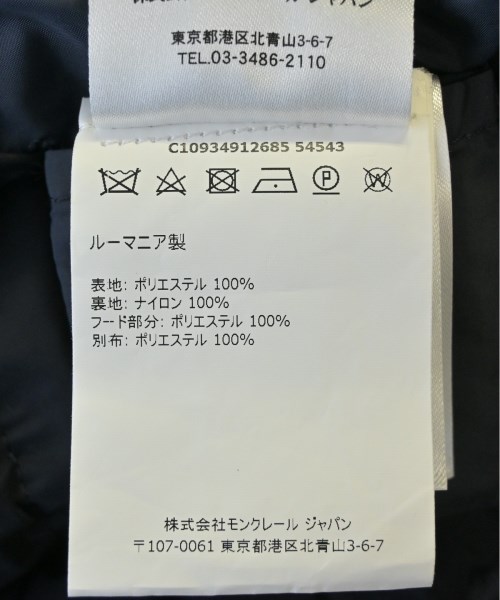 東京都港区北青山3-6-7
TEL.03-3486-2110
C10934912685 54543
ルーマニア製
表地: ポリエステル 100%
裏地: ナイロン 100%
フード部分: ポリエステル 100%
別布: ポリエステル 100%
株式会社モンクレール ジャパン
〒107-0061 東京都港区北青山3-6-7